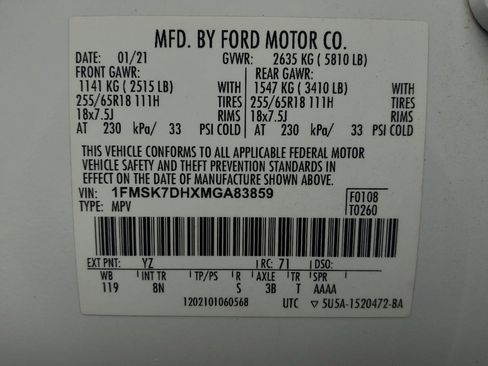 MFD. BY FORD MOTOR CO.
DATE: 01/21 GVWR: 2635 KG ( 5810 LB)
FRONT GAWR: REAR GAWR:
1141 KG ( 2515 LB) WITH 1547 KG ( 3410 LB) WITH
255/65R18 111H TIRES 255/65R18 111H TIRES
18x7.5J RIMS 18x7.5J RIMS
AT 230 kPa/ 33 PSI COLD AT 230 kPa/ 33 PSI COLD
THIS VEHICLE CONFORMS TO ALL APPLICABLE FEDERAL MOTOR
VEHICLE SAFETY AND THEFT PREVENTION STANDARDS IN
EFFECT ON THE DATE OF MANUFACTURE SHOWN ABOVE.
VIN: 1FMSK7DHXMGA83859 F0108
TYPE: MPV T0260
EXT PNT: YZ RC: 71 DSO:
WB INT TR TP/PS R AXLE TR SPR
119 8N S 3B T AAAA
1202101060568 UTC ▽ 5U5A-1520472-BA